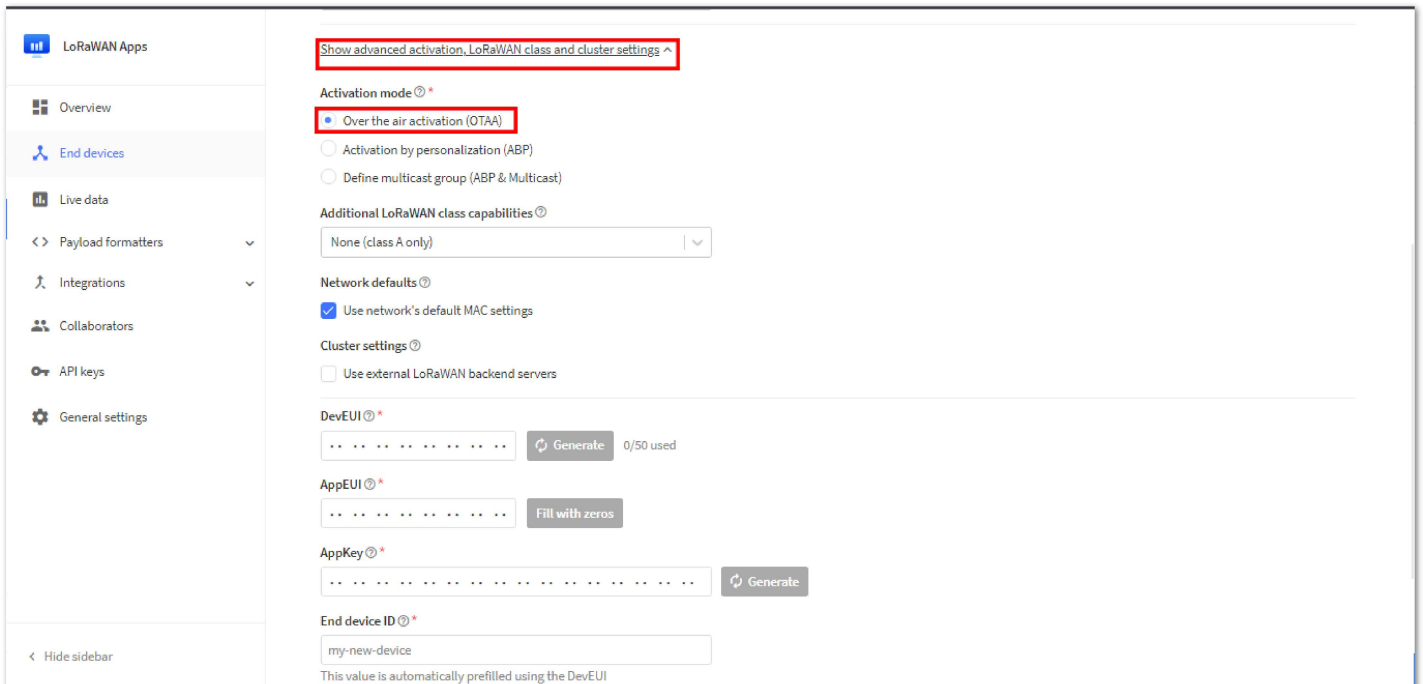 LoRaWAN Apps
Overview
End devices
Live data
Payload formatters
Integrations
Collaborators
API keys
General settings
Hide sidebar
Show advanced activation, LoRaWAN class and cluster settings
Activation mode *
Over the air activation (OTAA)
Activation by personalization (ABP)
Define multicast group (ABP & Multicast)
Additional LoRaWAN class capabilities
None (class A only)
Network defaults
Use network's default MAC settings
Cluster settings
Use external LoRaWAN backend servers
DevEUI *
.. .. .. .. .. .. .. .. Generate 0/50 used
AppEUI *
.. .. .. .. .. .. .. .. Fill with zeros
AppKey *
.. .. .. .. .. .. .. .. .. .. .. .. .. .. .. .. Generate
End device ID *
my-new-device
This value is automatically prefilled using the DevEUI